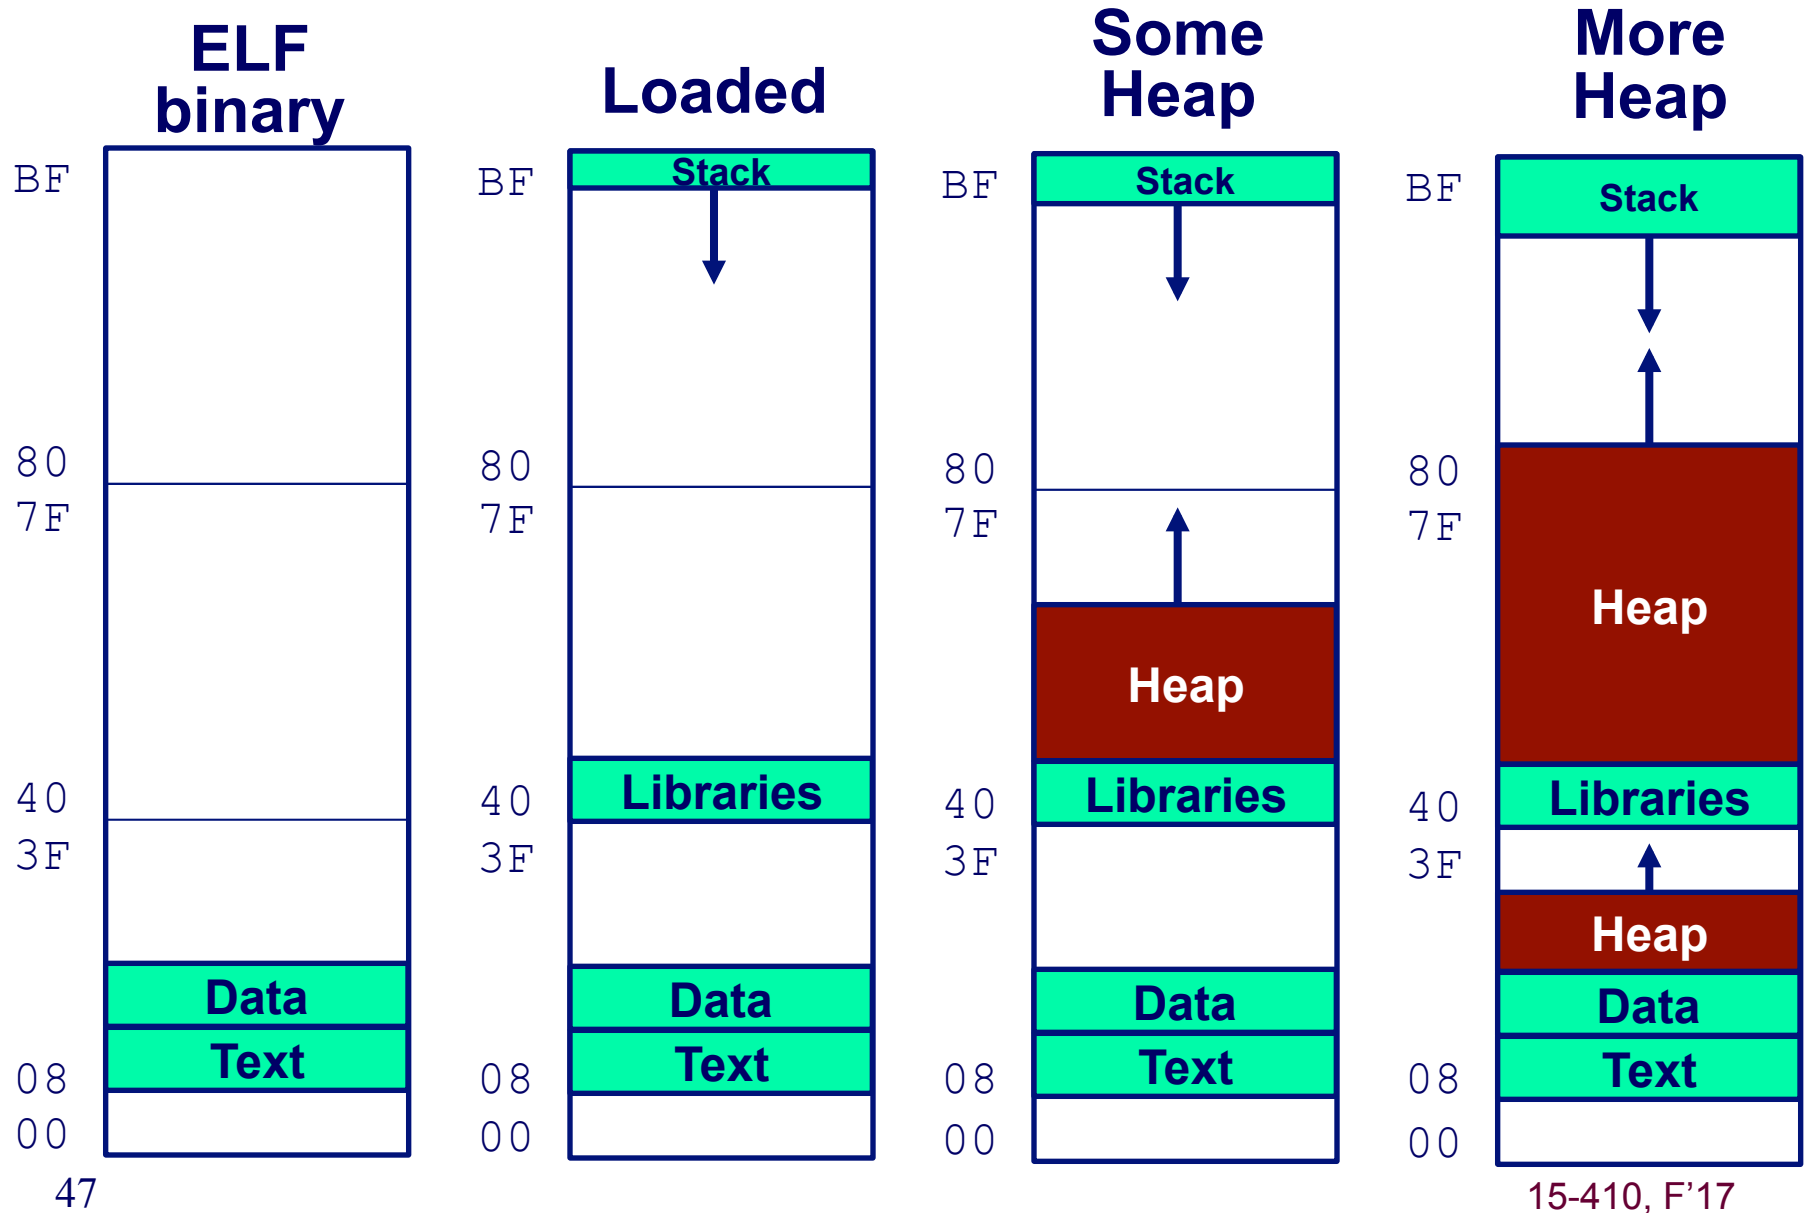 ELF
binary
BF
80
7F
40
3F
Data
Text
08
00
Loaded
BF
Stack
80
7F
Libraries
40
3F
Data
Text
08
00
Some
Heap
BF
Stack
80
7F
Heap
Libraries
40
3F
Data
Text
08
00
More
Heap
BF
Stack
80
7F
Heap
Libraries
40
3F
Heap
Data
Text
08
00
47
15-410, F’17